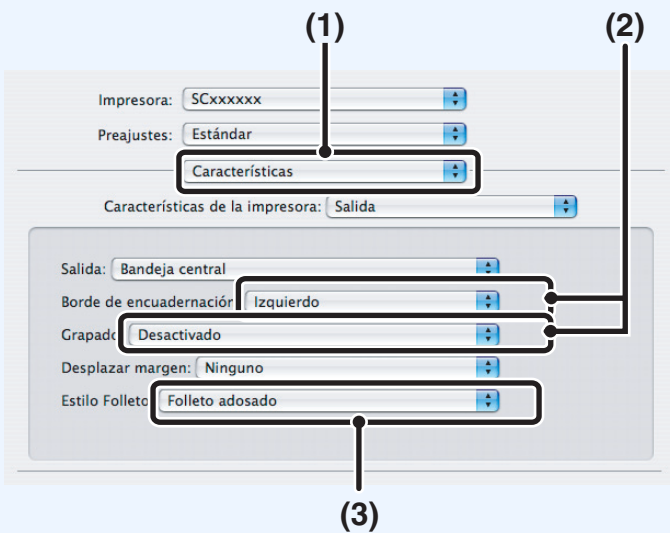 (1) (2)
Impresora: SCxxxxxx
Preajustes: Estándar
Características
Características de la impresora: Salida
Salida: Bandeja central
Borde de encuadernación Izquierdo
Grapado Desactivado
Desplazar margen: Ninguno
Estilo Folleto Folleto adosado
(3)